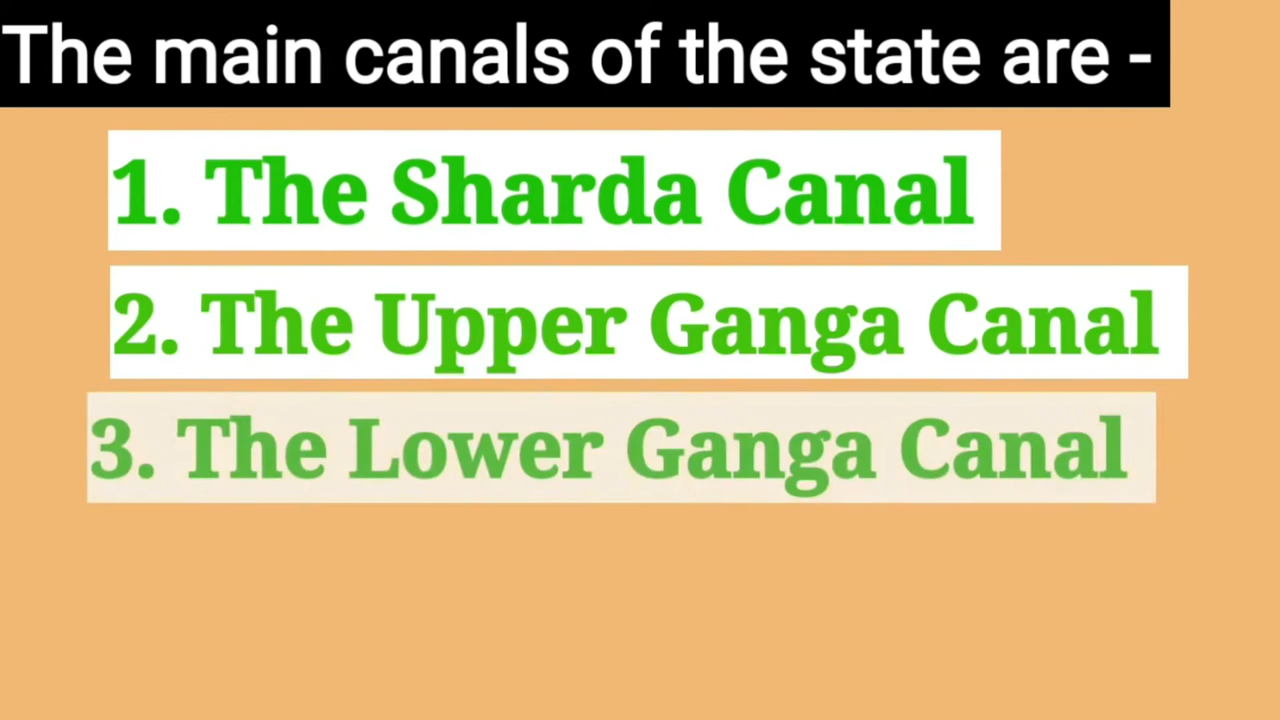 The main canals of the state are -
1. The Sharda Canal
2. The Upper Ganga Canal
3. The Lower Ganga Canal